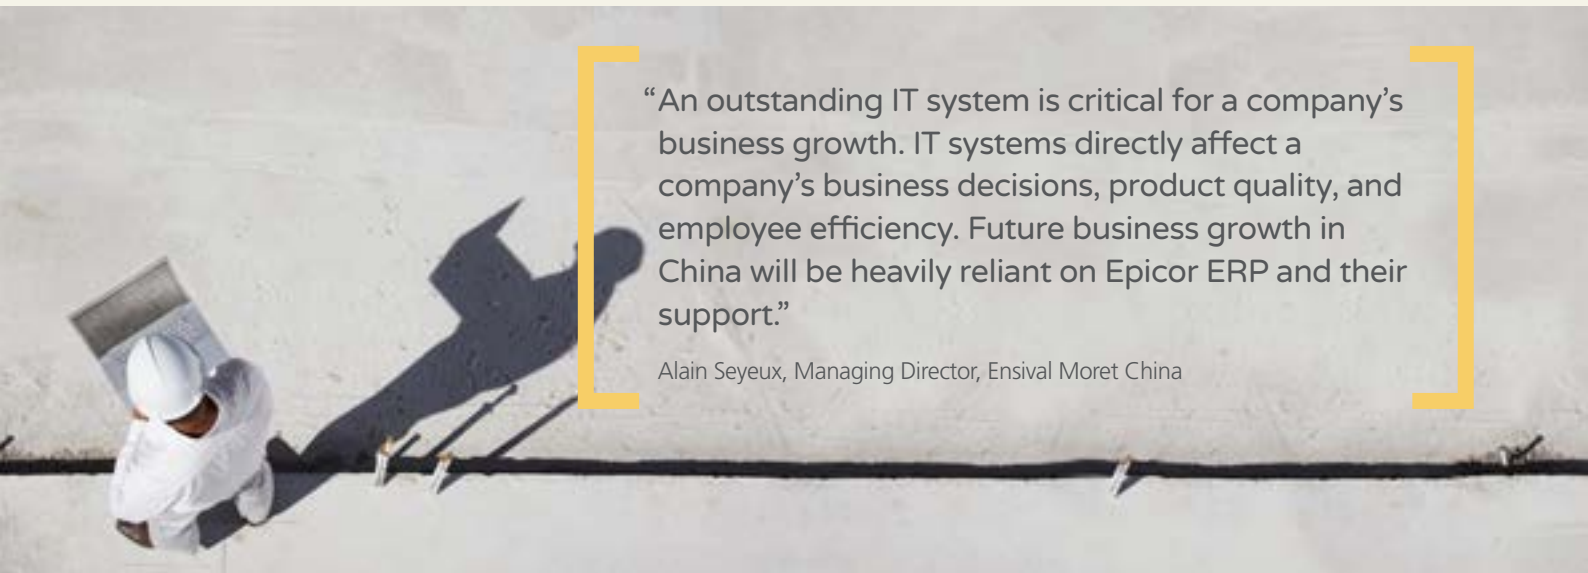 “An outstanding IT system is critical for a company’s
business growth. IT systems directly affect a
company’s business decisions, product quality, and
employee efficiency. Future business growth in
China will be heavily reliant on Epicor ERP and their
support.”
Alain Seyeux, Managing Director, Ensival Moret China